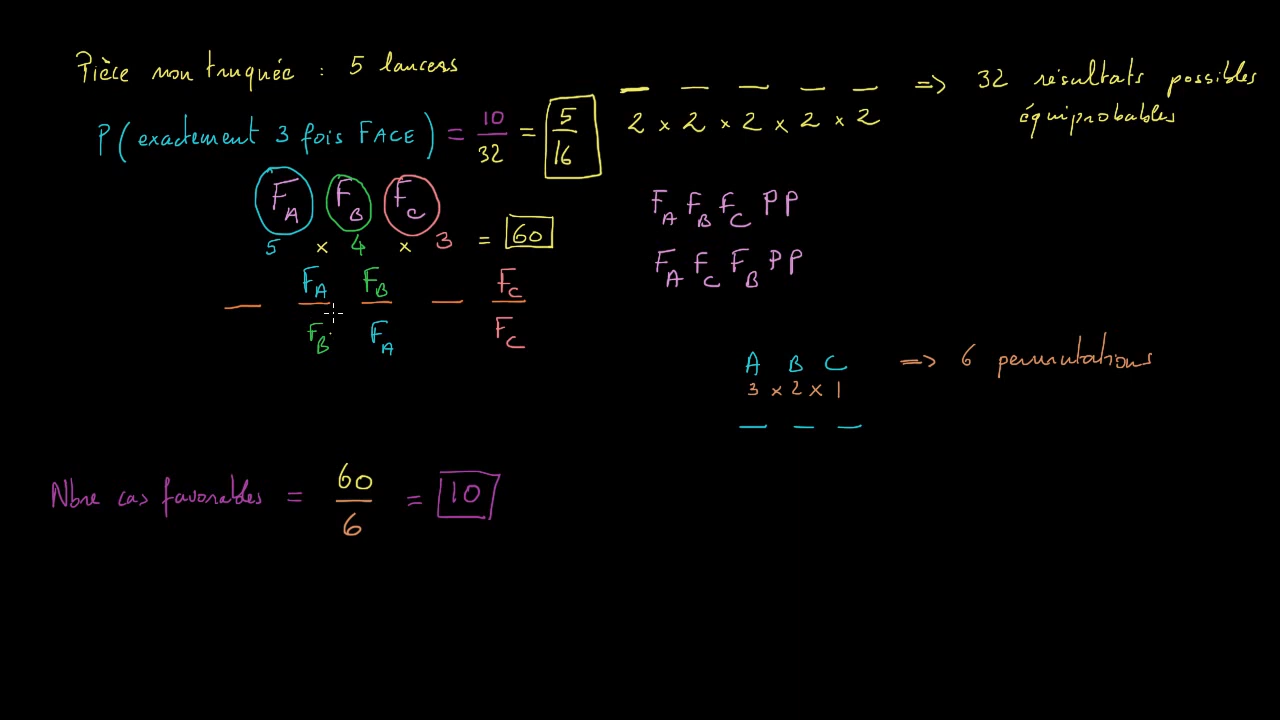 Pièce non truquée : 5 lancers
2 × 2 × 2 × 2 × 2 => 32 résultats possibles
équiprobables
P ( exactement 3 fois FACE ) = 10/32 = 5/16
F_A F_B F_C
5 × 4 × 3 = 60
F_A F_B F_C
F_B F_A F_C
F_A F_B F_C P P
F_A F_C F_B P P
A B C => 6 permutations
3 × 2 × 1
Nbre cas favorables = 60/6 = 10